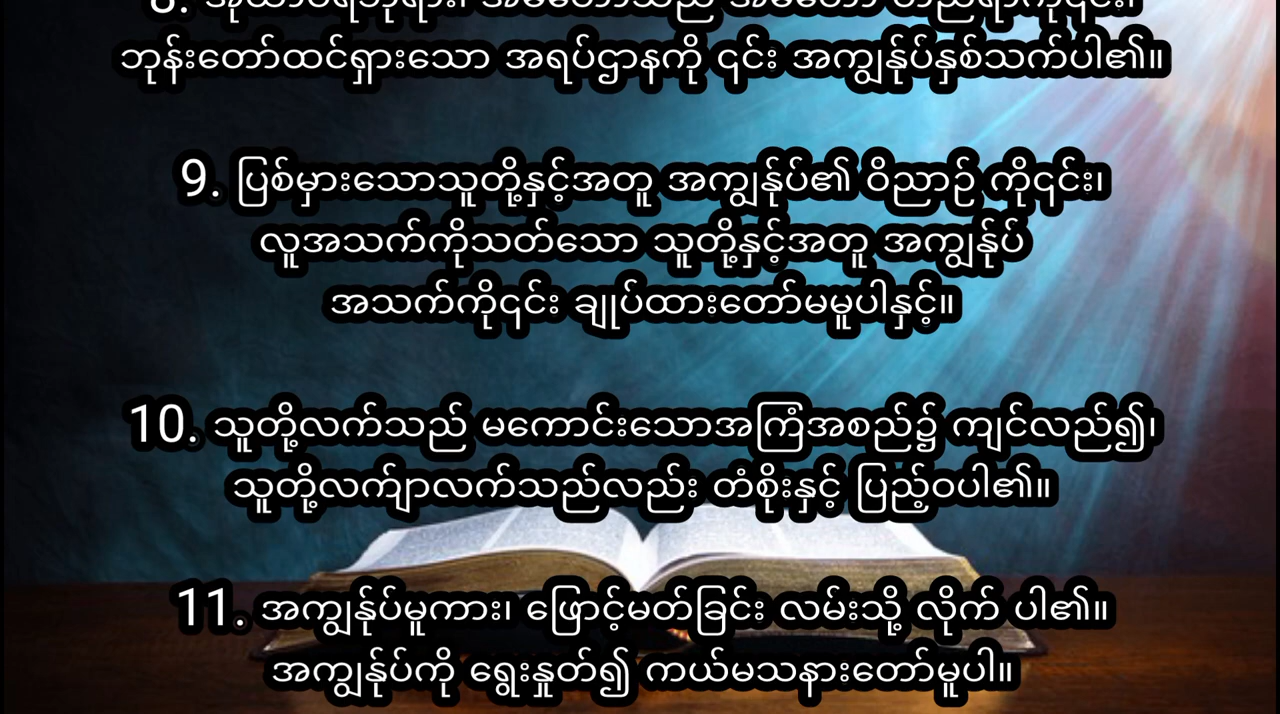 ဘုန်းတော်ထင်ရှားသော အရပ်ဌာနကို ၎င်း အကျွန်ုပ်နှစ်သက်ပါ၏။
9. ပြစ်မှားသောသူတို့နှင့်အတူ အကျွန်ုပ်၏ ဝိညာဉ် ကို၎င်း၊
လူအသက်ကိုသတ်သော သူတို့နှင့်အတူ အကျွန်ုပ်
အသက်ကို၎င်း ချုပ်ထားတော်မမူပါနှင့်။
10. သူတို့လက်သည် မကောင်းသောအကြံအစည်၌ ကျင်လည်၍၊
သူတို့လက်ျာလက်သည်လည်း တံစိုးနှင့် ပြည့်ဝပါ၏။
11. အကျွန်ုပ်မူကား၊ ဖြောင့်မတ်ခြင်း လမ်းသို့ လိုက် ပါ၏။
အကျွန်ုပ်ကို ရွေးနှုတ်၍ ကယ်မသနားတော်မူပါ။